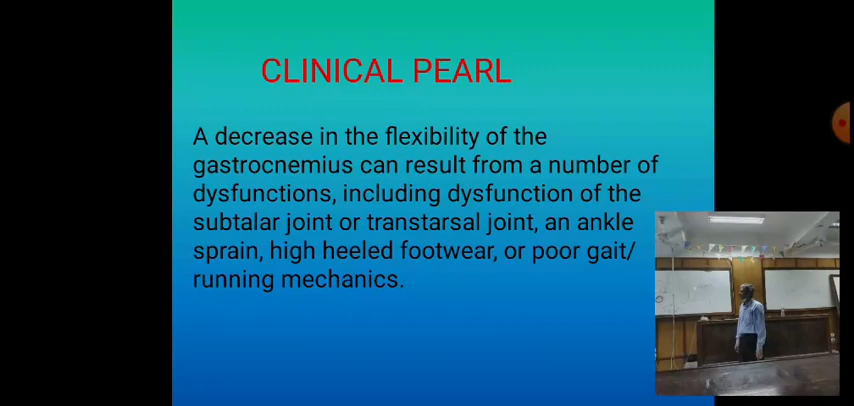 CLINICAL PEARL
A decrease in the flexibility of the
gastrocnemius can result from a number of
dysfunctions, including dysfunction of the
subtalar joint or transtarsal joint, an ankle
sprain, high heeled footwear, or poor gait/
running mechanics.